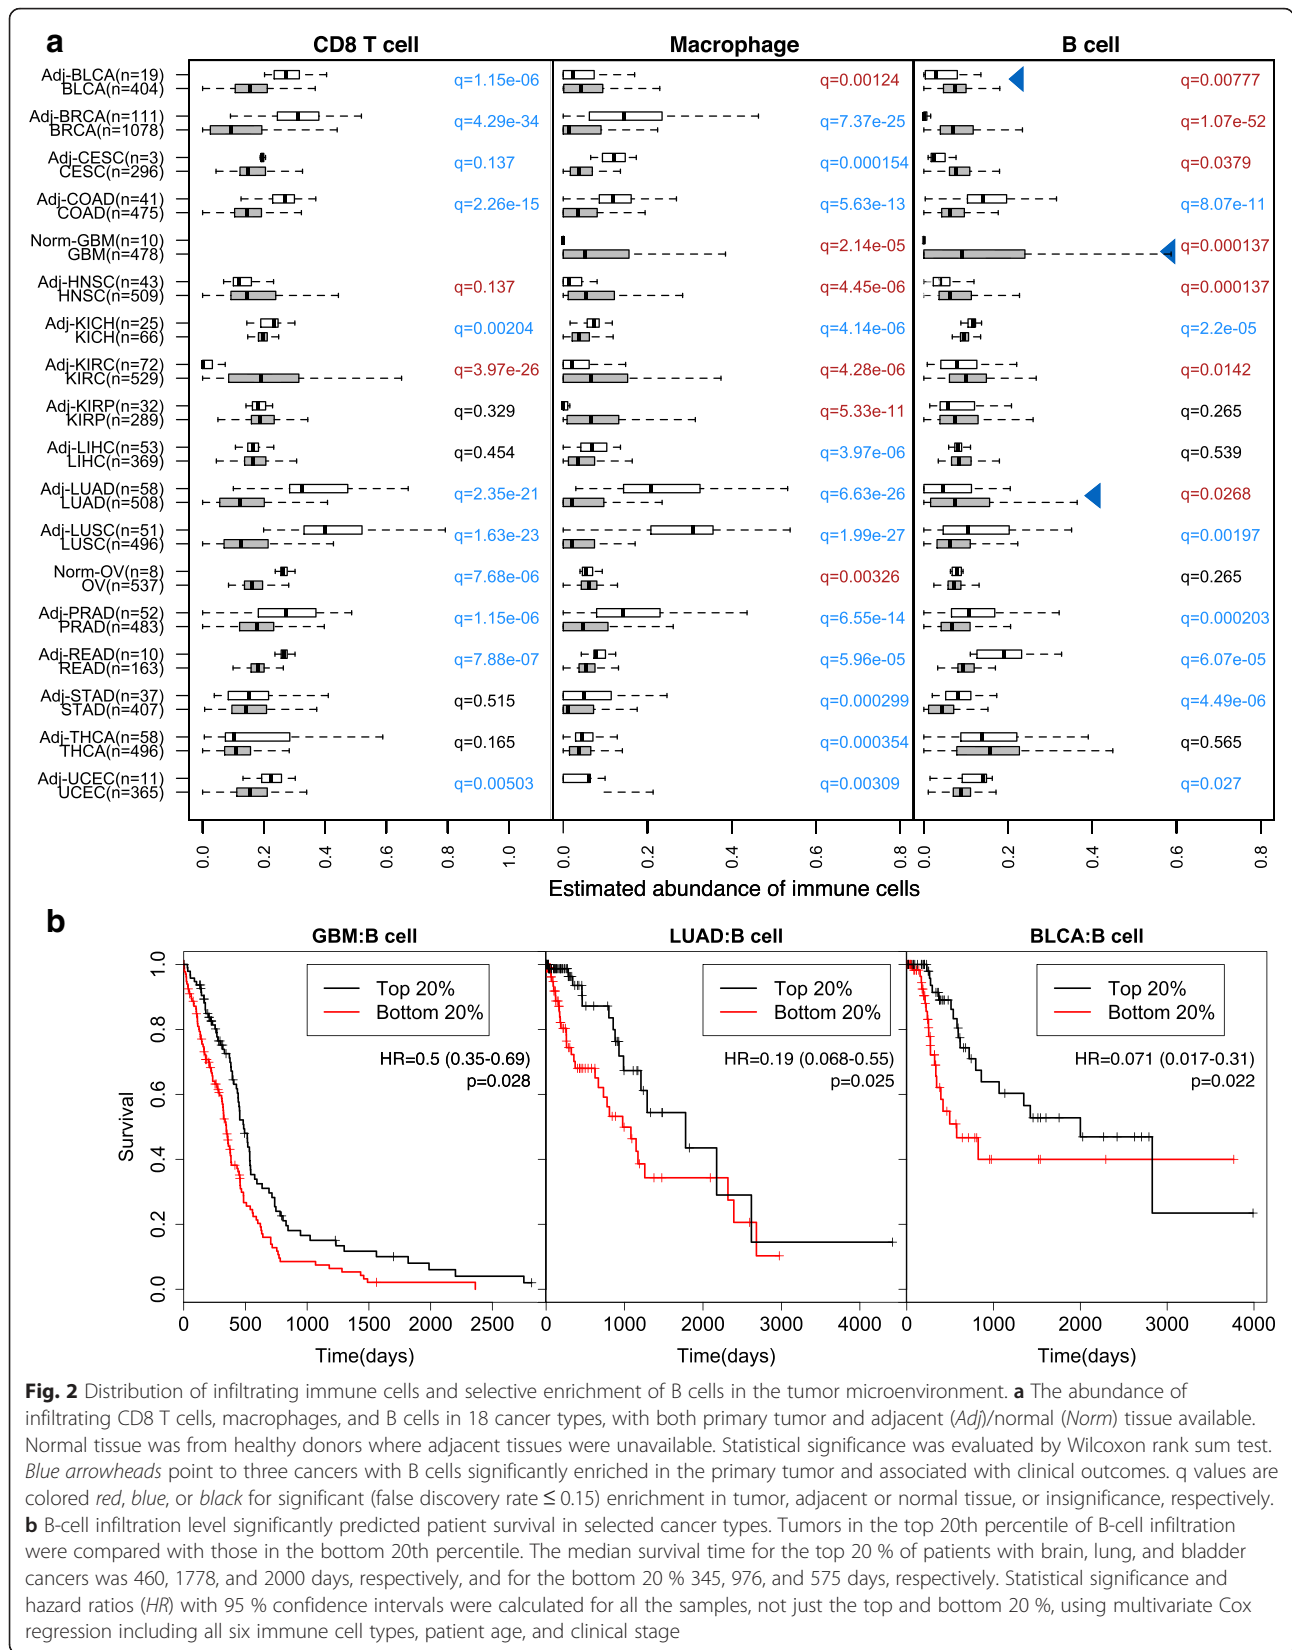 a
CD8 T cell
Macrophage
B cell
Adj-BLCA(n=19)
BLCA(n=404)
q=1.15e-06
q=0.00124
q=0.00777
Adj-BRCA(n=111)
BRCA(n=1078)
q=4.29e-34
q=7.37e-25
q=1.07e-52
Adj-CESC(n=3)
CESC(n=296)
q=0.137
q=0.000154
q=0.0379
Adj-COAD(n=41)
COAD(n=475)
q=2.26e-15
q=5.63e-13
q=8.07e-11
Norm-GBM(n=10)
GBM(n=478)
q=2.14e-05
q=0.000137
Adj-HNSC(n=43)
HNSC(n=509)
q=0.137
q=4.45e-06
q=0.000137
Adj-KICH(n=25)
KICH(n=66)
q=0.00204
q=4.14e-06
q=2.2e-05
Adj-KIRC(n=72)
KIRC(n=529)
q=3.97e-26
q=4.28e-06
q=0.0142
Adj-KIRP(n=32)
KIRP(n=289)
q=0.329
q=5.33e-11
q=0.265
Adj-LIHC(n=53)
LIHC(n=369)
q=0.454
q=3.97e-06
q=0.539
Adj-LUAD(n=58)
LUAD(n=508)
q=2.35e-21
q=6.63e-26
q=0.0268
Adj-LUSC(n=51)
LUSC(n=496)
q=1.63e-23
q=1.99e-27
q=0.00197
Norm-OV(n=8)
OV(n=537)
q=7.68e-06
q=0.00326
q=0.265
Adj-PRAD(n=52)
PRAD(n=483)
q=1.15e-06
q=6.55e-14
q=0.000203
Adj-READ(n=10)
READ(n=163)
q=7.88e-07
q=5.96e-05
q=6.07e-05
Adj-STAD(n=37)
STAD(n=407)
q=0.515
q=0.000299
q=4.49e-06
Adj-THCA(n=58)
THCA(n=496)
q=0.165
q=0.000354
q=0.565
Adj-UCEC(n=11)
UCEC(n=365)
q=0.00503
q=0.00309
q=0.027
0.0 0.2 0.4 0.6 0.8 1.0
0.0 0.2 0.4 0.6 0.8
0.0 0.2 0.4 0.6 0.8
Estimated abundance of immune cells
b
GBM:B cell
LUAD:B cell
BLCA:B cell
Survival
1.0
0.8
0.6
0.4
0.2
0.0
Top 20%
Bottom 20%
HR=0.5 (0.35-0.69)
p=0.028
Top 20%
Bottom 20%
HR=0.19 (0.068-0.55)
p=0.025
Top 20%
Bottom 20%
HR=0.071 (0.017-0.31)
p=0.022
0 500 1000 1500 2000 2500
0 1000 2000 3000 4000
0 1000 2000 3000 4000
Time(days)
Time(days)
Time(days)
Fig. 2 Distribution of infiltrating immune cells and selective enrichment of B cells in the tumor microenvironment. a The abundance of
infiltrating CD8 T cells, macrophages, and B cells in 18 cancer types, with both primary tumor and adjacent (Adj)/normal (Norm) tissue available.
Normal tissue was from healthy donors where adjacent tissues were unavailable. Statistical significance was evaluated by Wilcoxon rank sum test.
Blue arrowheads point to three cancers with B cells significantly enriched in the primary tumor and associated with clinical outcomes. q values are
colored red, blue, or black for significant (false discovery rate ≤ 0.15) enrichment in tumor, adjacent or normal tissue, or insignificance, respectively.
b B-cell infiltration level significantly predicted patient survival in selected cancer types. Tumors in the top 20th percentile of B-cell infiltration
were compared with those in the bottom 20th percentile. The median survival time for the top 20 % of patients with brain, lung, and bladder
cancers was 460, 1778, and 2000 days, respectively, and for the bottom 20 % 345, 976, and 575 days, respectively. Statistical significance and
hazard ratios (HR) with 95 % confidence intervals were calculated for all the samples, not just the top and bottom 20 %, using multivariate Cox
regression including all six immune cell types, patient age, and clinical stage